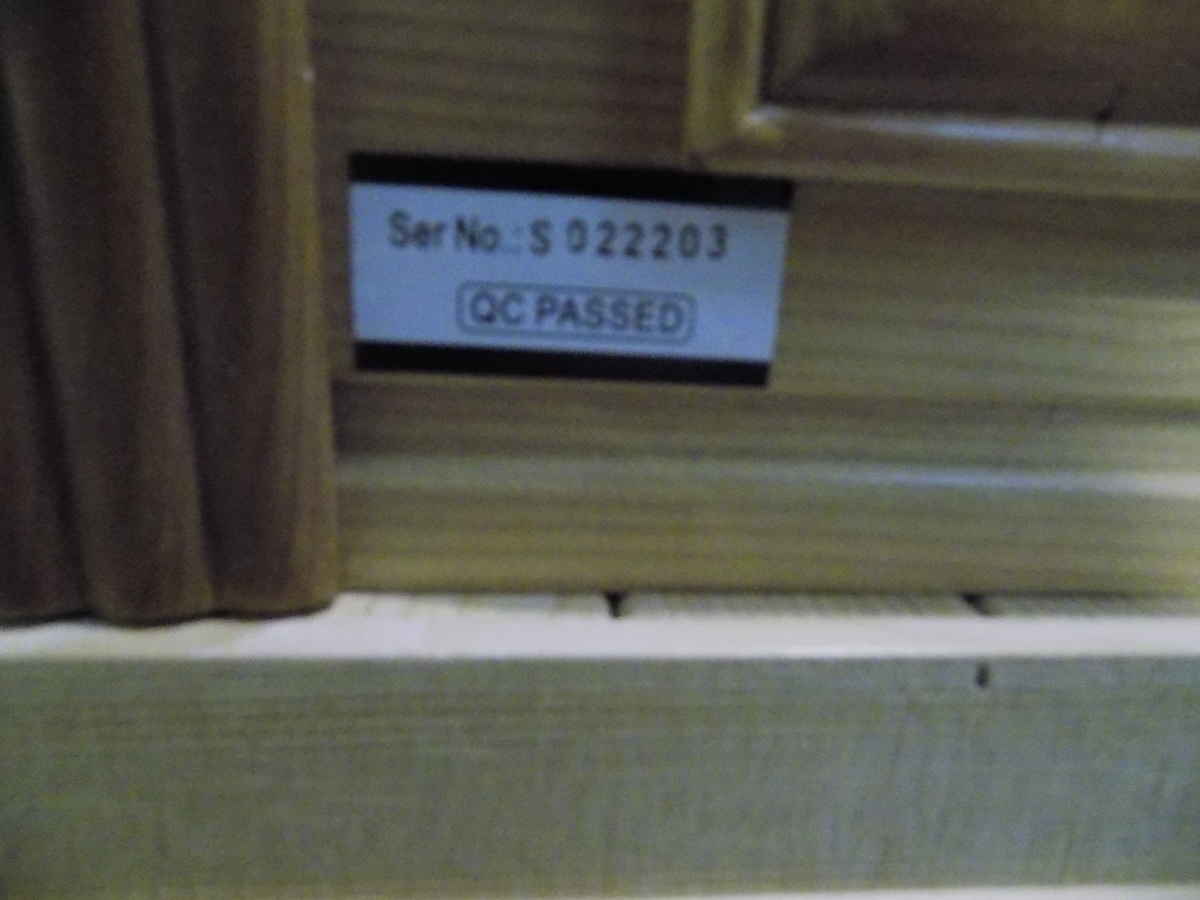 Ser No.: S 022203
QC PASSED